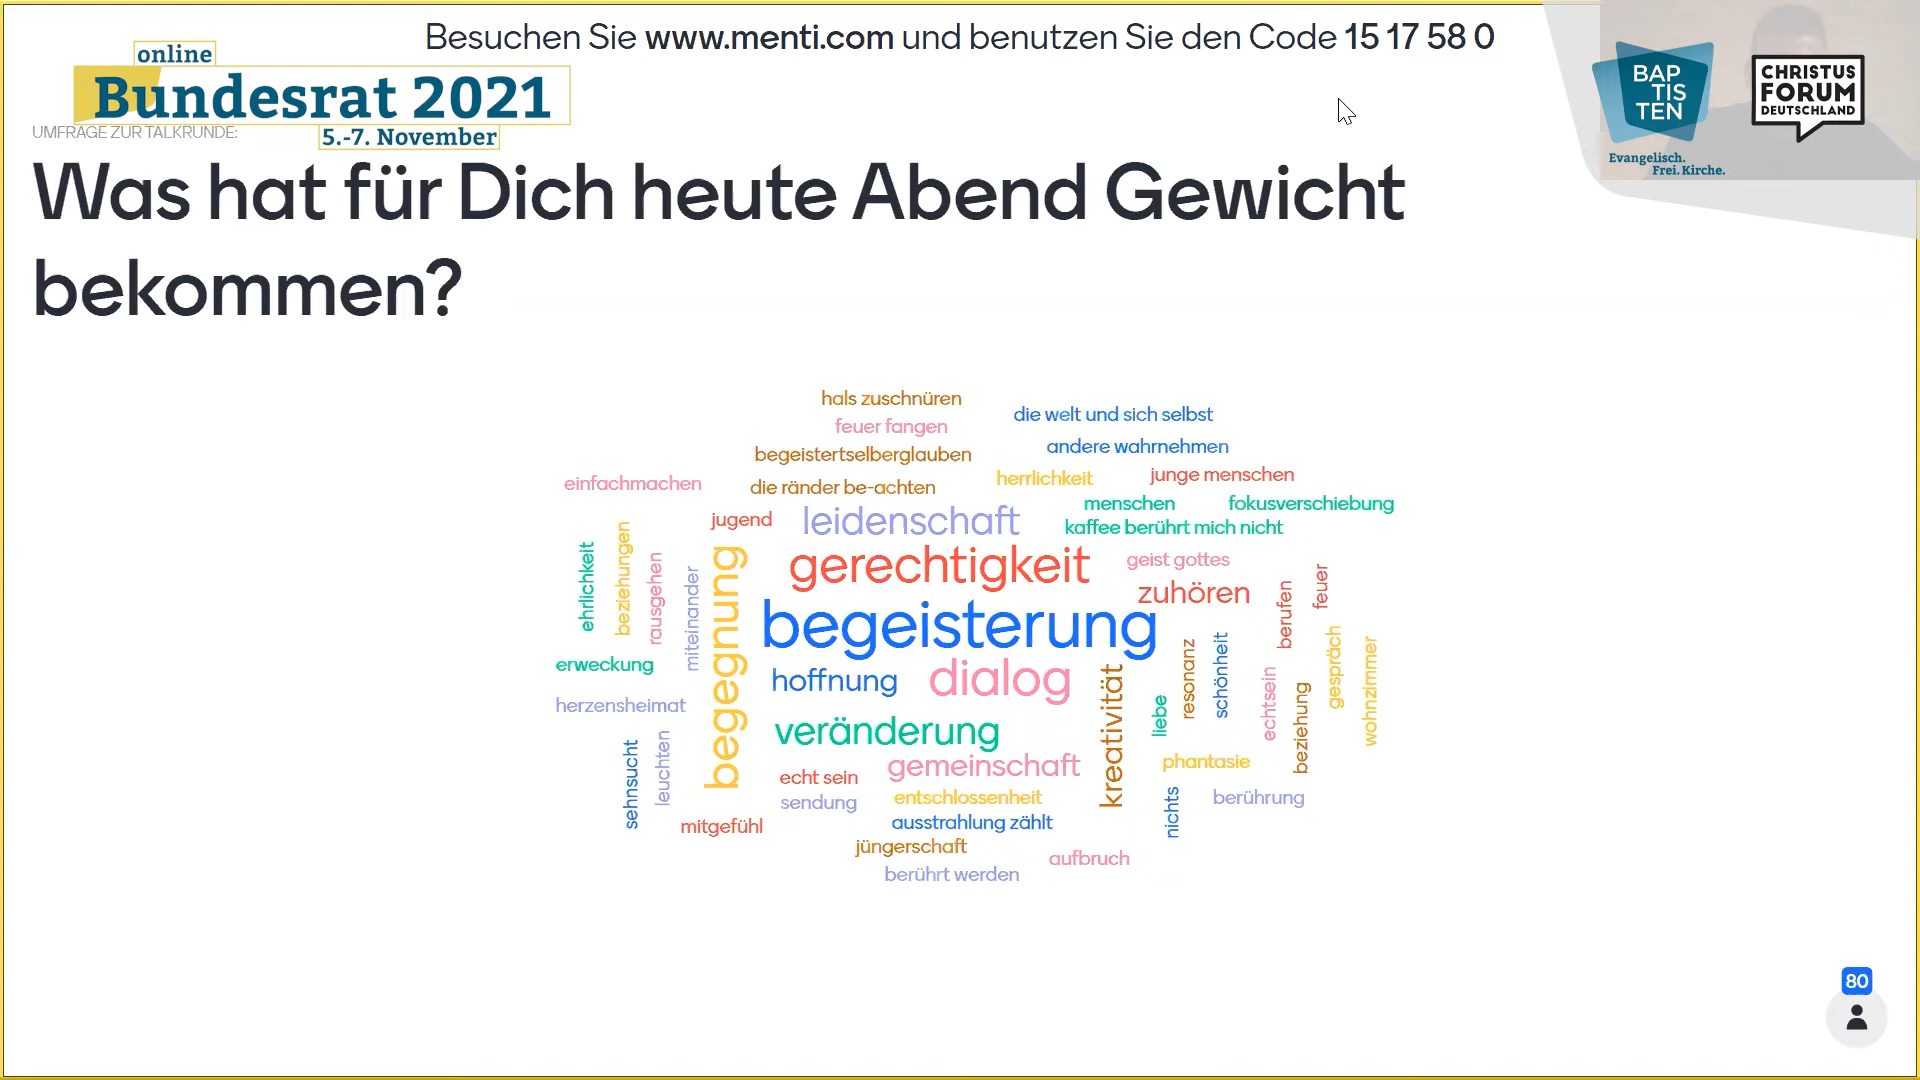 Besuchen Sie www.menti.com und benutzen Sie den Code 15 17 58 0
online
Bundesrat 2021
5.-7. November
UMFRAGE ZUR TALKRUNDE:
BAP
TIS
TEN
Evangelisch.
Frei. Kirche.
CHRISTUS
FORUM
DEUTSCHLAND
Was hat für Dich heute Abend Gewicht
bekommen?
hals zuschnüren
die welt und sich selbst
feuer fangen
andere wahrnehmen
begeistertselberglauben
herrlichkeit
junge menschen
einfachmachen
die ränder be-achten
menschen
fokusverschiebung
jugend
leidenschaft
kaffee berührt mich nicht
ehrlichkeit
beziehungen
rausgehen
miteinander
begegnung
gerechtigkeit
geist gottes
zuhören
berufen
feuer
begeisterung
erweckung
hoffnung
dialog
kreativität
liebe
resonanz
schönheit
echtsein
beziehung
gespräch
wohnzimmer
herzensheimat
veränderung
sehnsucht
leuchten
echt sein
gemeinschaft
phantasie
sendung
entschlossenheit
nichts
berührung
mitgefühl
ausstrahlung zählt
jüngerschaft
aufbruch
berührt werden
80